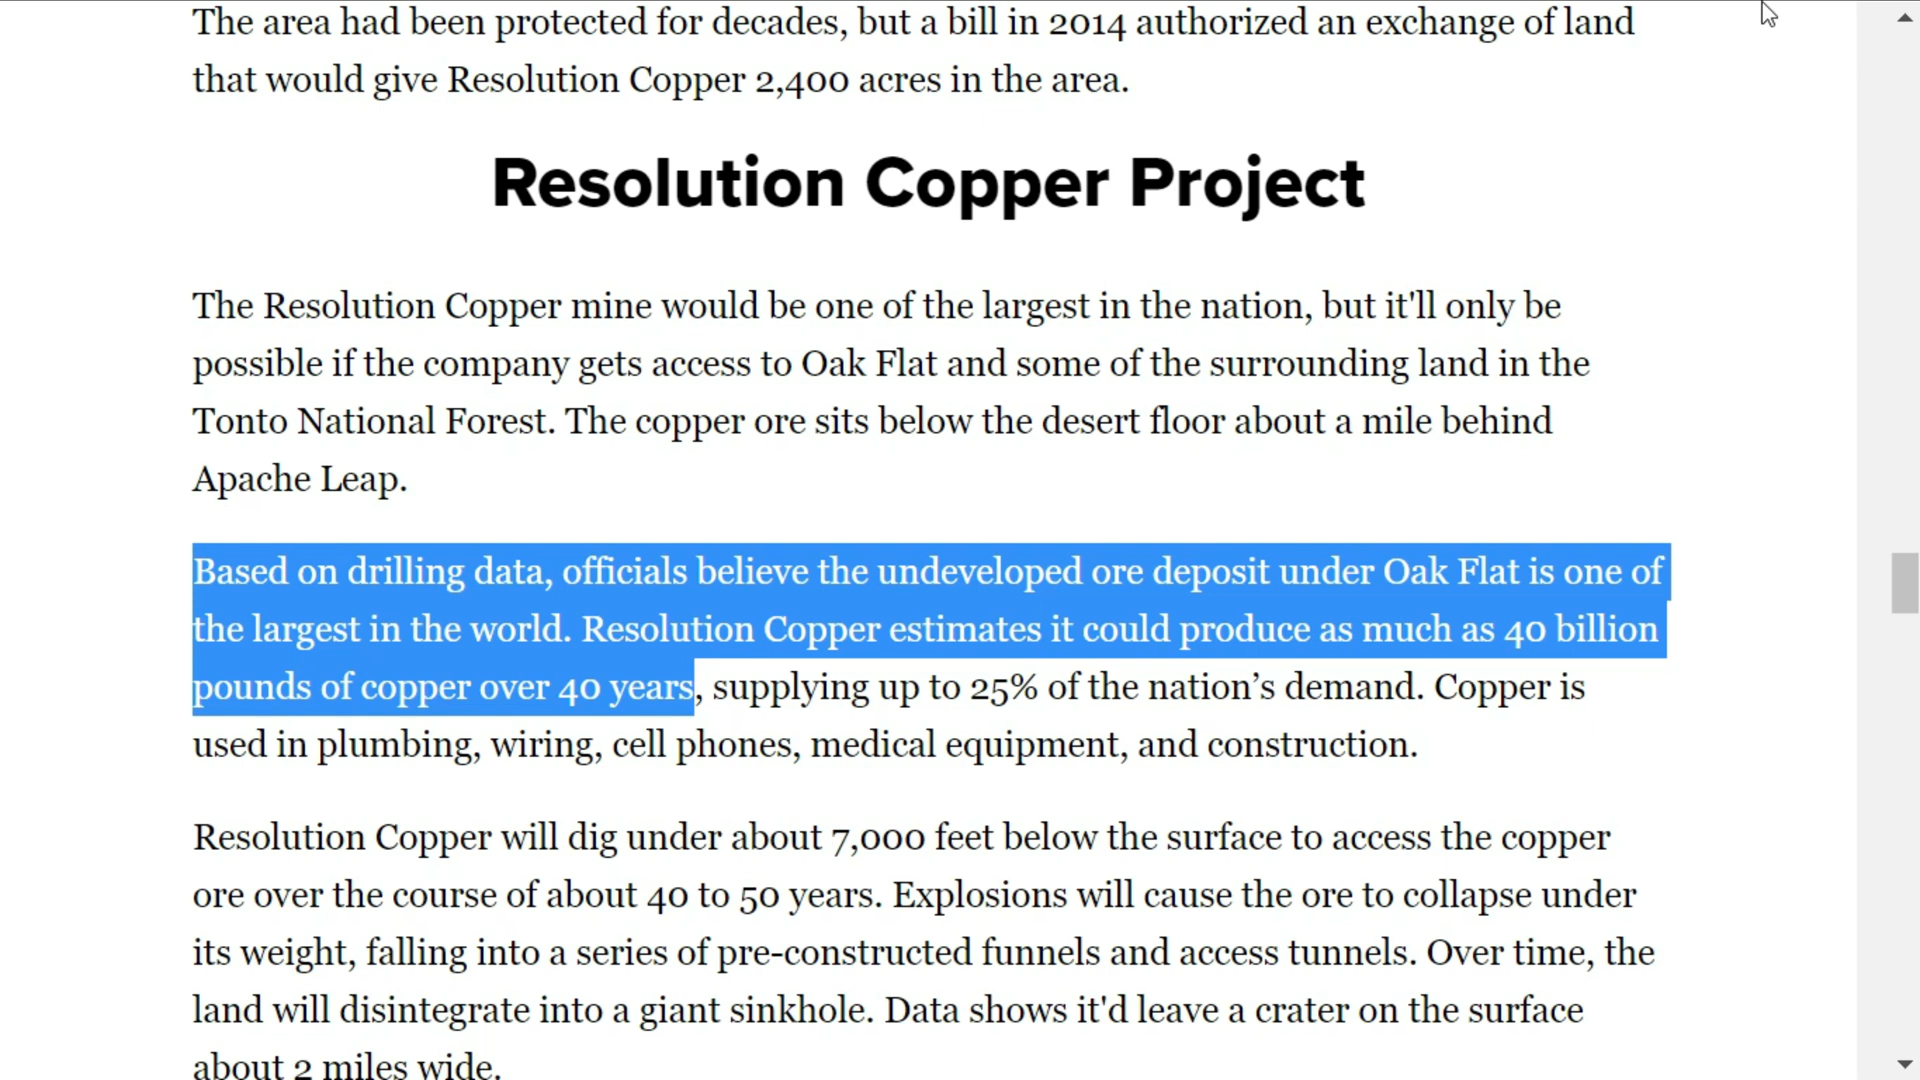 The area had been protected for decades, but a bill in 2014 authorized an exchange of land
that would give Resolution Copper 2,400 acres in the area.
Resolution Copper Project
The Resolution Copper mine would be one of the largest in the nation, but it'll only be
possible if the company gets access to Oak Flat and some of the surrounding land in the
Tonto National Forest. The copper ore sits below the desert floor about a mile behind
Apache Leap.
Based on drilling data, officials believe the undeveloped ore deposit under Oak Flat is one of
the largest in the world. Resolution Copper estimates it could produce as much as 40 billion
pounds of copper over 40 years, supplying up to 25% of the nation’s demand. Copper is
used in plumbing, wiring, cell phones, medical equipment, and construction.
Resolution Copper will dig under about 7,000 feet below the surface to access the copper
ore over the course of about 40 to 50 years. Explosions will cause the ore to collapse under
its weight, falling into a series of pre-constructed funnels and access tunnels. Over time, the
land will disintegrate into a giant sinkhole. Data shows it'd leave a crater on the surface
about 2 miles wide.